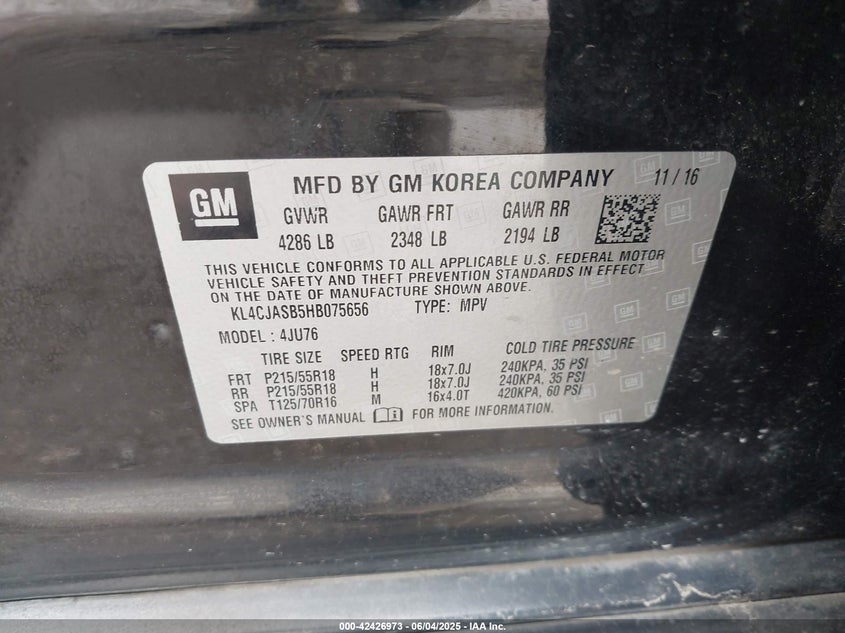 GM MFD BY GM KOREA COMPANY 11 / 16
GVWR GAWR FRT GAWR RR
4286 LB 2348 LB 2194 LB
THIS VEHICLE CONFORMS TO ALL APPLICABLE U.S. FEDERAL MOTOR
VEHICLE SAFETY AND THEFT PREVENTION STANDARDS IN EFFECT
ON THE DATE OF MANUFACTURE SHOWN ABOVE.
KL4CJASB5HB075656 TYPE: MPV
MODEL : 4JU76
TIRE SIZE SPEED RTG RIM COLD TIRE PRESSURE
FRT P215/55R18 H 18x7.0J 240KPA, 35 PSI
RR P215/55R18 H 18x7.0J 240KPA, 35 PSI
SPA T125/70R16 M 16x4.0T 420KPA, 60 PSI
SEE OWNER'S MANUAL i FOR MORE INFORMATION.
000-42426973 - 06/04/2025 - IAA Inc.